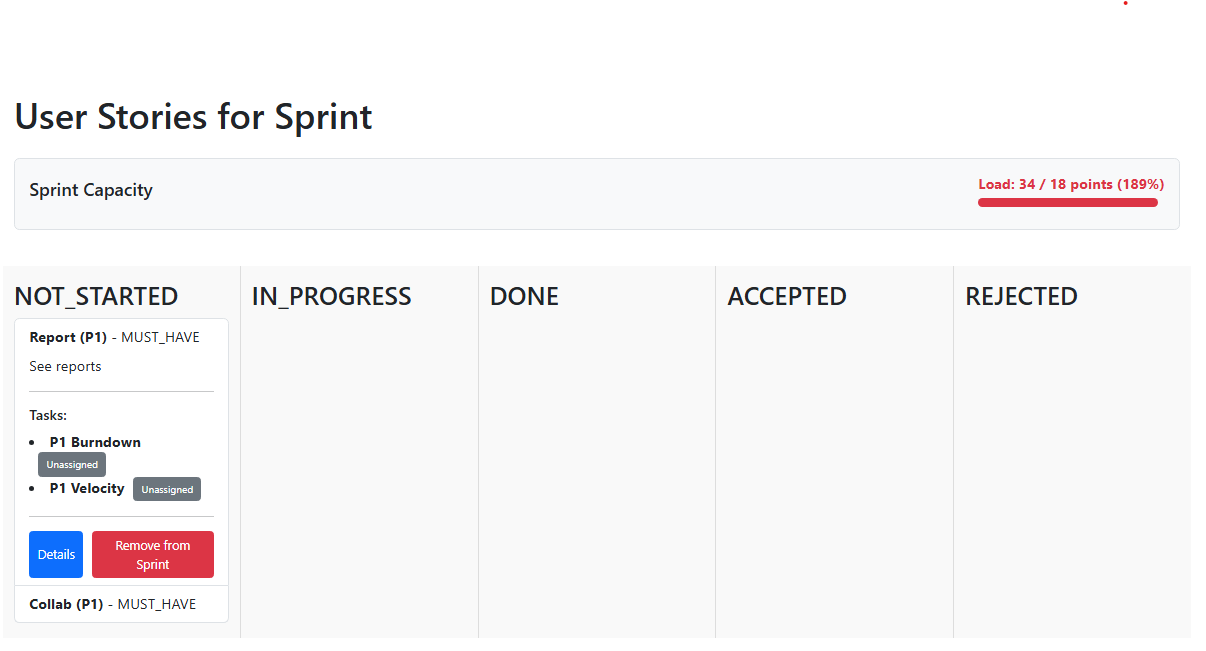 User Stories for Sprint
Sprint Capacity
Load: 34 / 18 points (189%)
NOT_STARTED
Report (P1) - MUST_HAVE
See reports
Tasks:
P1 Burndown
Unassigned
P1 Velocity Unassigned
Details
Remove from
Sprint
Collab (P1) - MUST_HAVE
IN_PROGRESS
DONE
ACCEPTED
REJECTED